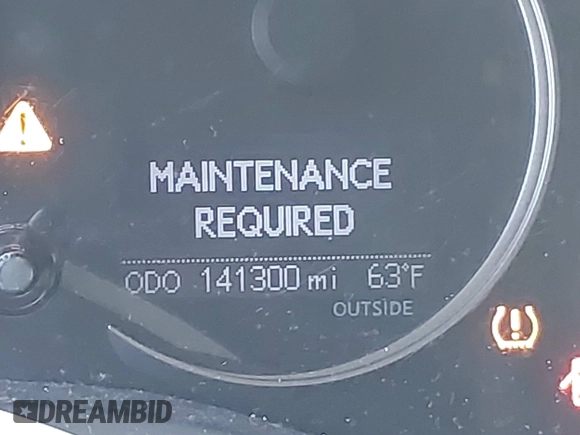 MAINTENANCE
REQUIRED
ODO 141300 mi 63°F
OUTSIDE
DREAMBID